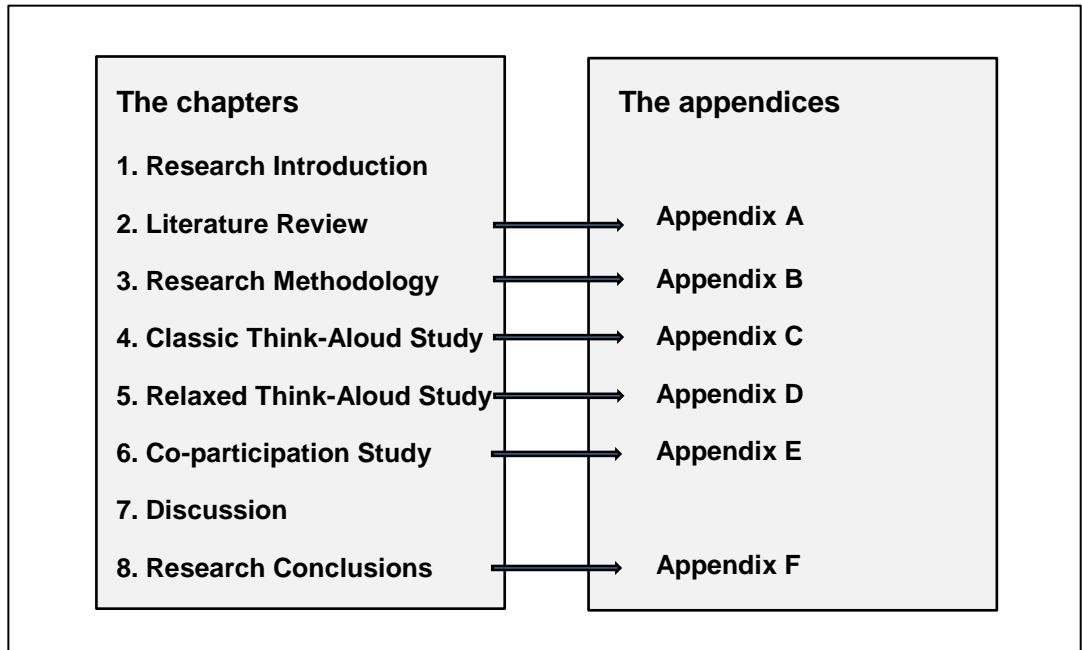 The chapters
1. Research Introduction
2. Literature Review
3. Research Methodology
4. Classic Think-Aloud Study
5. Relaxed Think-Aloud Study
6. Co-participation Study
7. Discussion
8. Research Conclusions
The appendices
Appendix A
Appendix B
Appendix C
Appendix D
Appendix E
Appendix F